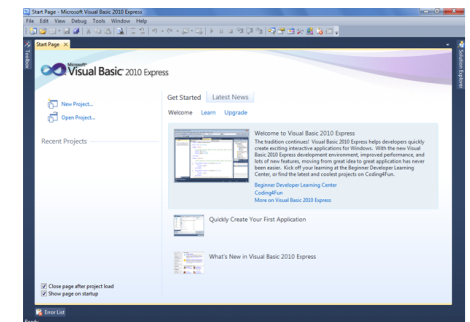 Start Page - Microsoft Visual Basic 2010 Express
File Edit View Debug Tools Window Help
Start Page
Toolbox
Solution Explorer
Microsoft
Visual Basic 2010 Express
New Project...
Open Project...
Recent Projects
Get Started Latest News
Welcome Learn Upgrade
Welcome to Visual Basic 2010 Express
The tradition continues! Visual Basic 2010 Express helps developers quickly
create exciting interactive applications for Windows. With the new Visual
Basic 2010 Express development environment, improved performance, and
lots of new features, moving from great idea to great application has never
been easier. Kick off your learning at the Beginner Developer Learning
Center, or find the latest and coolest projects on Coding4Fun.
Beginner Developer Learning Center
Coding4Fun
More on Visual Basic 2010 Express
Quickly Create Your First Application
What's New in Visual Basic 2010 Express
Close page after project load
Show page on startup
Error List
Ready